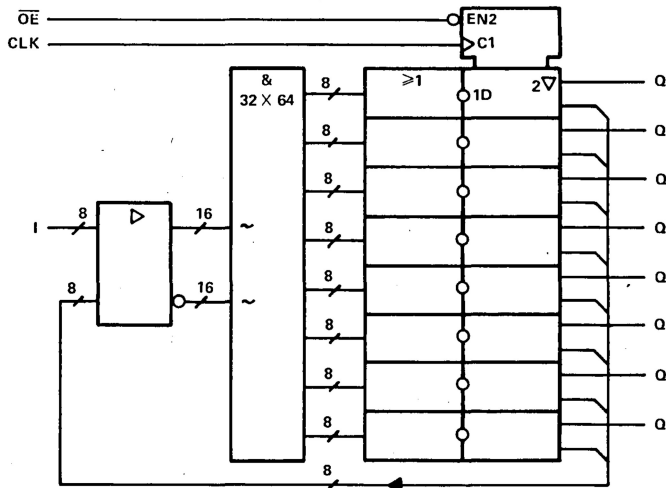 OE EN2
CLK C1
& 8 ≥1 1D 2▽ Q
32 X 64
8 Q
8 Q
I 8 ▷ 16 ~ 8 Q
8 Q
8 16 ~ 8 Q
8 Q
8 Q
8